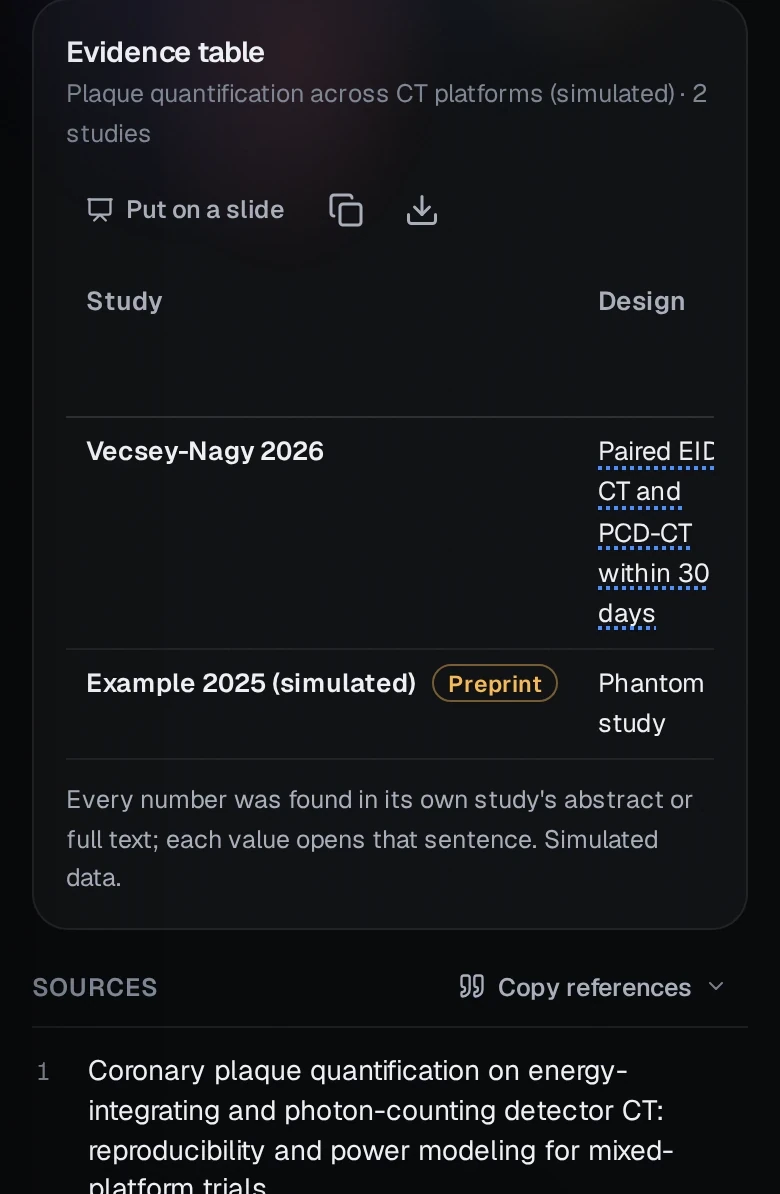 Evidence table
Plaque quantification across CT platforms (simulated) · 2
studies
Put on a slide
Study Design
Vecsey-Nagy 2026 Paired EID
CT and
PCD-CT
within 30
days
Example 2025 (simulated) Preprint Phantom
study
Every number was found in its own study's abstract or
full text; each value opens that sentence. Simulated
data.
SOURCES Copy references
1 Coronary plaque quantification on energy-
integrating and photon-counting detector CT:
reproducibility and power modeling for mixed-
platform trials